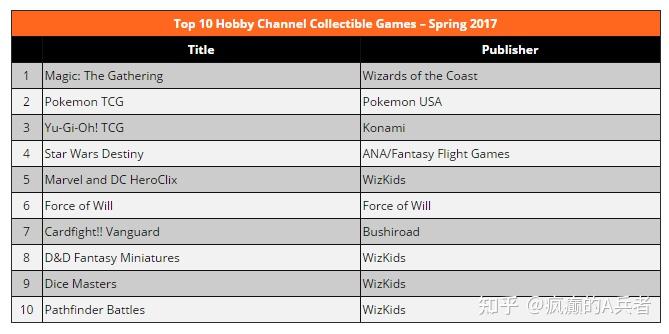 Top 10 Hobby Channel Collectible Games – Spring 2017
Title Publisher
1 Magic: The Gathering Wizards of the Coast
2 Pokemon TCG Pokemon USA
3 Yu-Gi-Oh! TCG Konami
4 Star Wars Destiny ANA/Fantasy Flight Games
5 Marvel and DC HeroClix WizKids
6 Force of Will Force of Will
7 Cardfight!! Vanguard Bushiroad
8 D&D Fantasy Miniatures WizKids
9 Dice Masters WizKids
10 Pathfinder Battles WizKids
知乎 @疯癫的A兵者